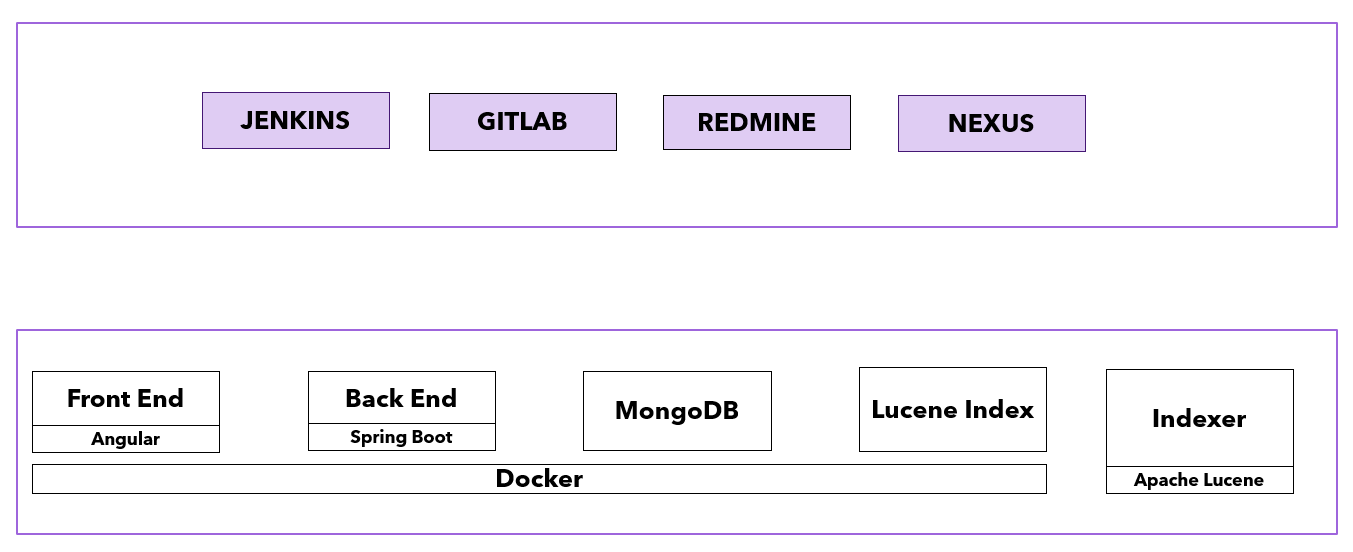 JENKINS
GITLAB
REDMINE
NEXUS
Front End
Angular
Back End
Spring Boot
MongoDB
Lucene Index
Indexer
Apache Lucene
Docker